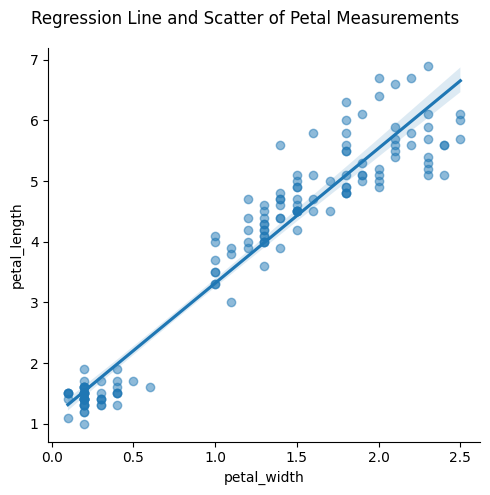 Regression Line and Scatter of Petal Measurements
7
6
5
4
3
2
1
petal_length
0.0 0.5 1.0 1.5 2.0 2.5
petal_width